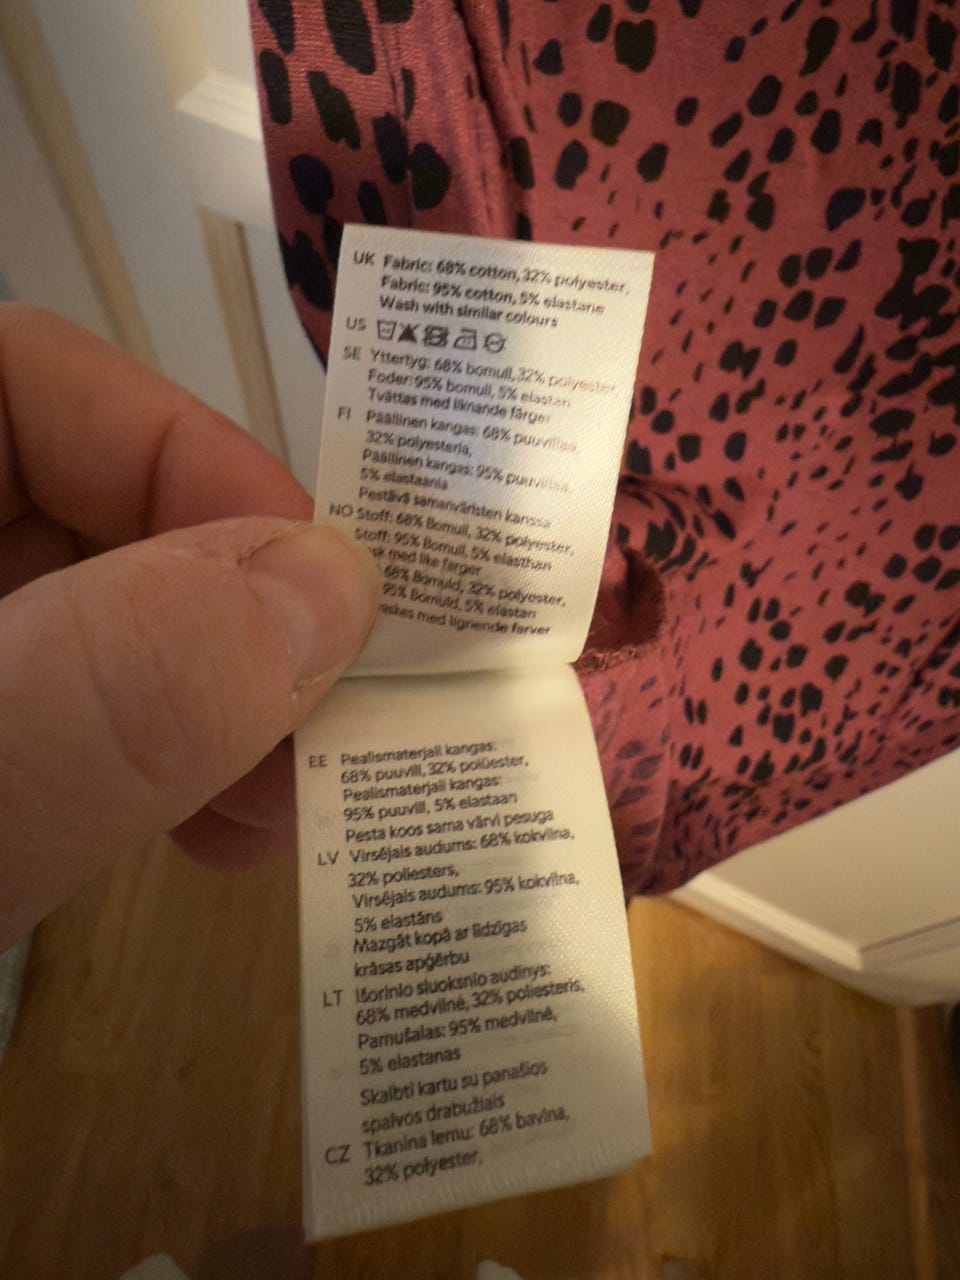 UK Fabric: 68% cotton, 32% polyester,
Fabric: 95% cotton, 5% elastane
Wash with similar colours
US
SE Yttertyg: 68% bomull, 32% polyester
Foder: 95% bomull, 5% elastan
Tvättas med liknande färger
FI Päällinen kangas: 68% puuvillaa,
32% polyesteria,
Päällinen kangas: 95% puuvillaa,
5% elastaania
Pestävä samanväristen kanssa
NO Stoff: 68% Bomull, 32% polyester,
Stoff: 95% Bomull, 5% elasthan
med like farger
68% Bomuld, 32% polyester,
95% Bomuld, 5% elastan
med lignende farver
EE Pealismaterjali kangas:
68% puuvill, 32% polüester,
Pealismaterjali kangas:
95% puuvill, 5% elastaan
Pesta koos sama värvi pesuga
LV Virsējais audums: 68% kokvilna,
32% poliesters,
Virsējais audums: 95% kokvilna,
5% elastāns
Mazgāt kopā ar līdzīgas
krāsas apģērbu
LT Išorinio sluoksnio audinys:
68% medvilnė, 32% poliesteris,
Pamušalas: 95% medvilnė,
5% elastanas
Skalbti kartu su panašios
spalvos drabužiais
CZ Tkanina lemu: 68% bavlna,
32% polyester,